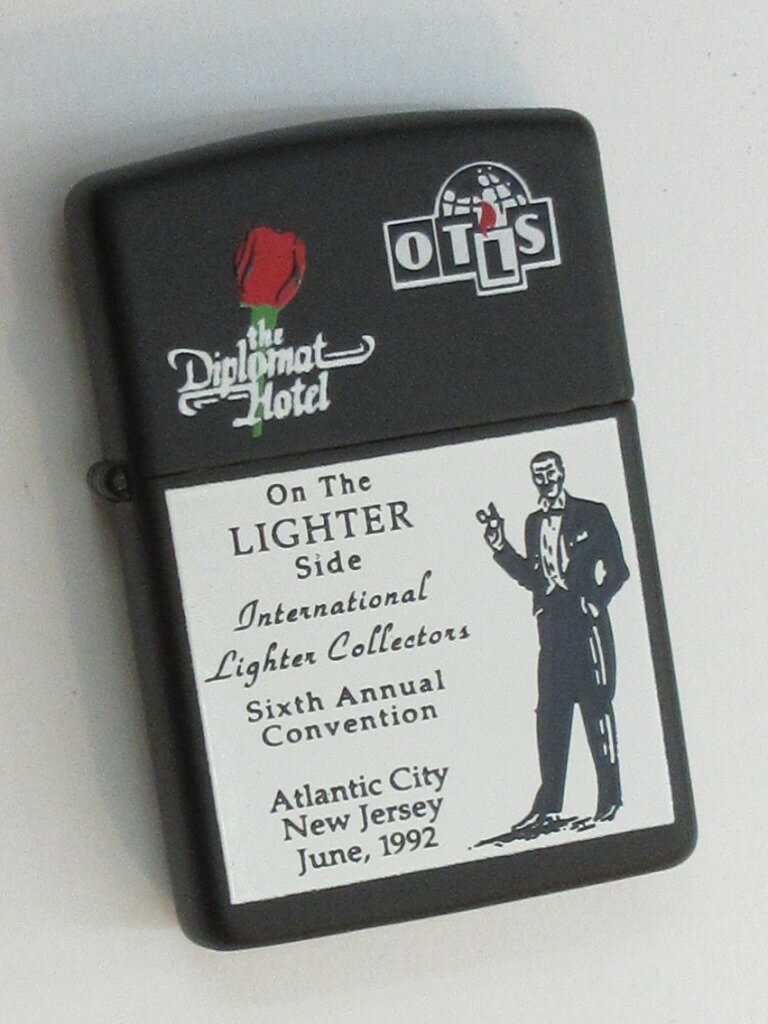 OTLS
the
Diplomat
Hotel
On The
LIGHTER
Side
International
Lighter Collectors
Sixth Annual
Convention
Atlantic City
New Jersey
June, 1992